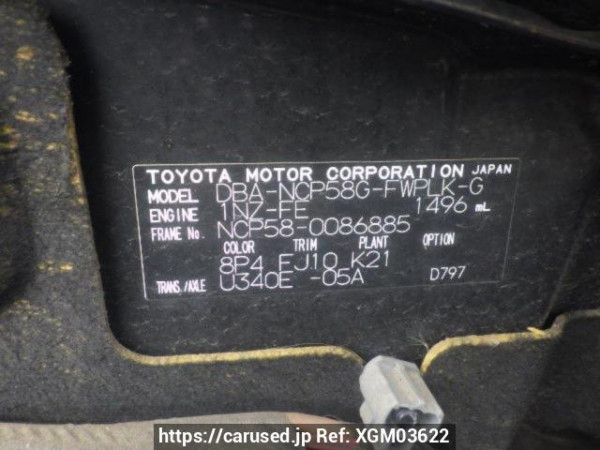 TOYOTA MOTOR CORPORATION JAPAN
MODEL DBA-NCP58G-FWPLK-G
ENGINE 1NZ-FE 1496 mL
FRAME No. NCP58-0086885
COLOR TRIM PLANT OPTION
8P4 FJ10 K21
TRANS./AXLE U340E -05A D797
https://carused.jp Ref: XGM03622